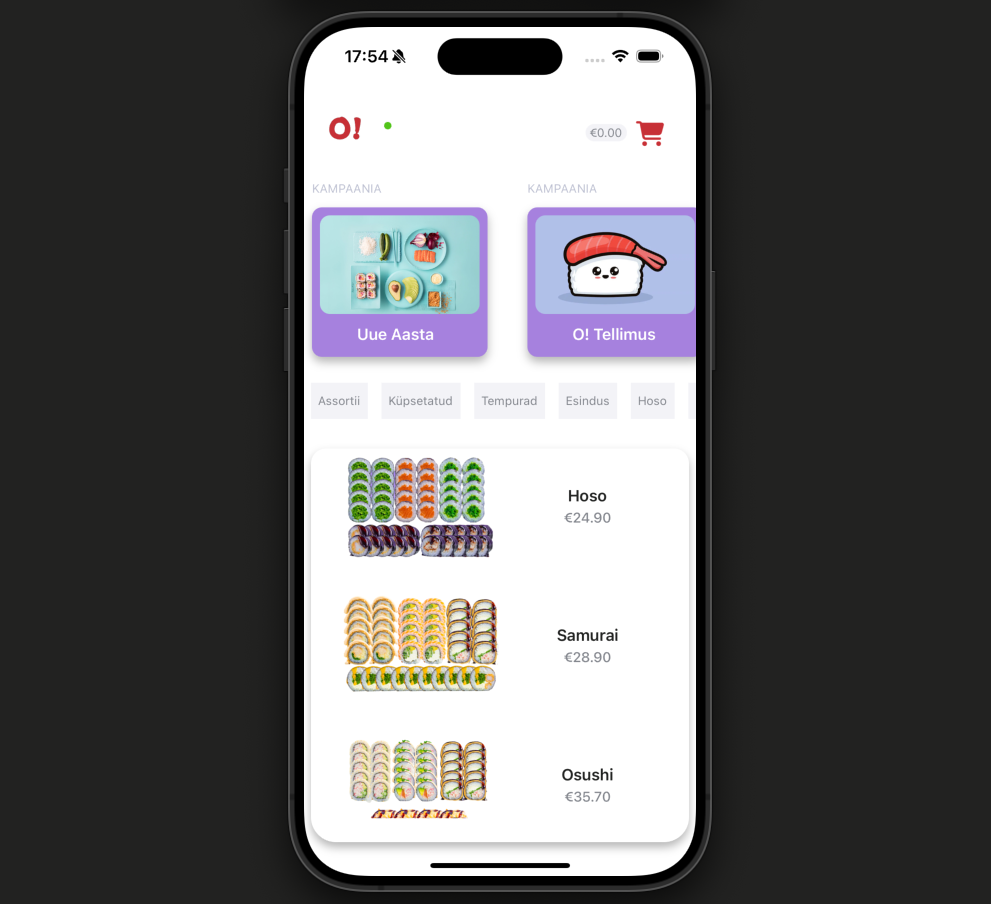 17:54
O!
€0.00
KAMPAANIA
KAMPAANIA
Uue Aasta
O! Tellimus
Assortii
Küpsetatud
Tempurad
Esindus
Hoso
Hoso
€24.90
Samurai
€28.90
Osushi
€35.70